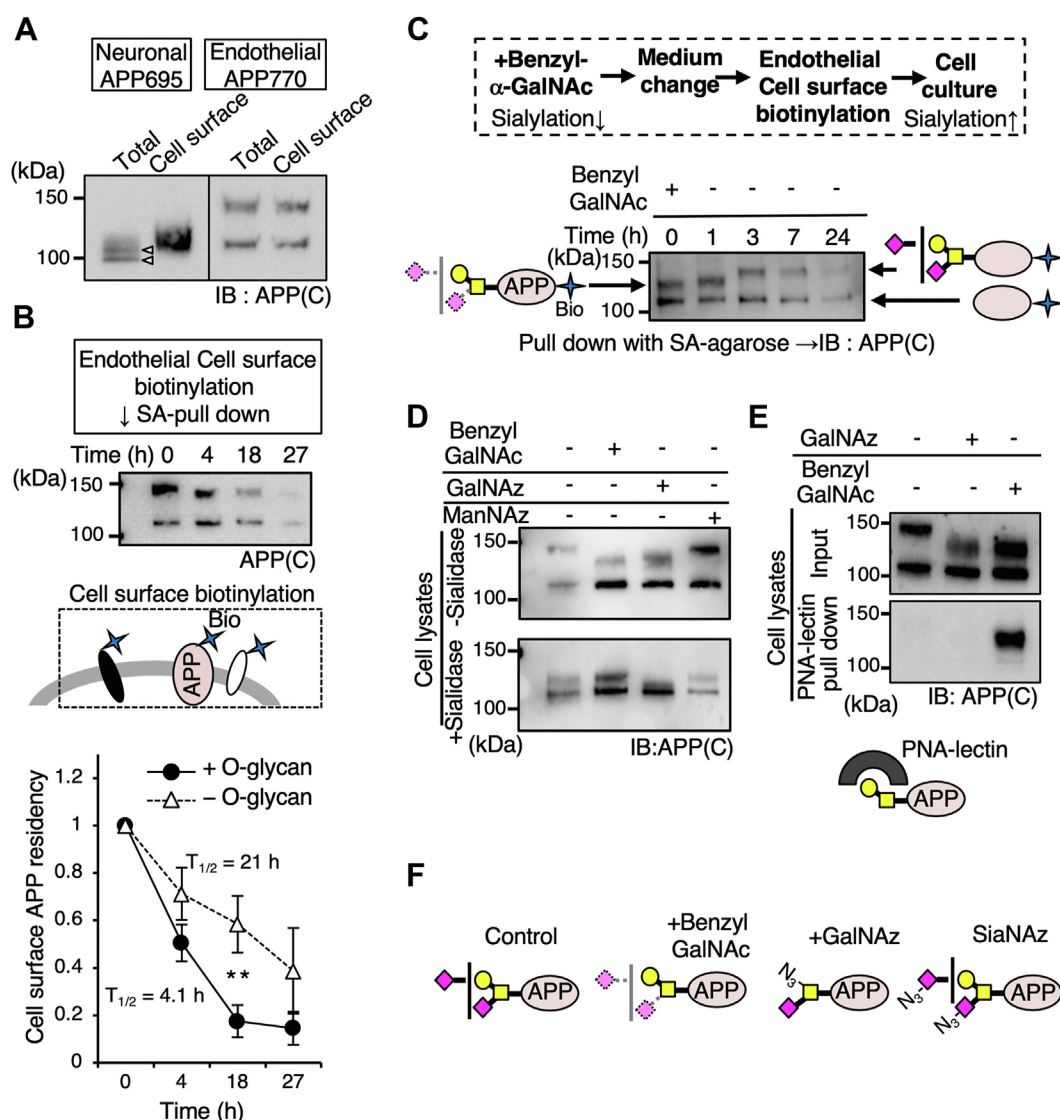 A
Neuronal
APP695
Endothelial
APP770
Total
Cell surface
Total
Cell surface
(kDa)
150
100
IB : APP(C)
B
Endothelial Cell surface
biotinylation
↓ SA-pull down
Time (h) 0 4 18 27
(kDa)
150
100
APP(C)
Cell surface biotinylation
Bio
APP
+ O-glycan
− O-glycan
Cell surface APP residency
1.2
1
0.8
0.6
0.4
0.2
0
T1/2 = 21 h
**
T1/2 = 4.1 h
0 4 18 27
Time (h)
C
+Benzyl-
α-GalNAc
Sialylation↓
Medium
change
Endothelial
Cell surface
biotinylation
Cell
culture
Sialylation↑
Benzyl
GalNAc
+ - - - -
Time (h) 0 1 3 7 24
(kDa)
150
100
APP
Bio
Pull down with SA-agarose →IB : APP(C)
D
Benzyl
GalNAc
- + - -
GalNAz - - + -
ManNAz - - - +
Cell lysates
-Sialidase
150
100
+Sialidase
150
100
(kDa)
IB:APP(C)
E
GalNAz - + -
Benzyl
GalNAc
- - +
Cell lysates
Input
150
100
PNA-lectin
pull down
150
100
(kDa)
IB: APP(C)
PNA-lectin
APP
F
Control
APP
+Benzyl
GalNAc
APP
+GalNAz
N3
APP
SiaNAz
N3
N3
APP